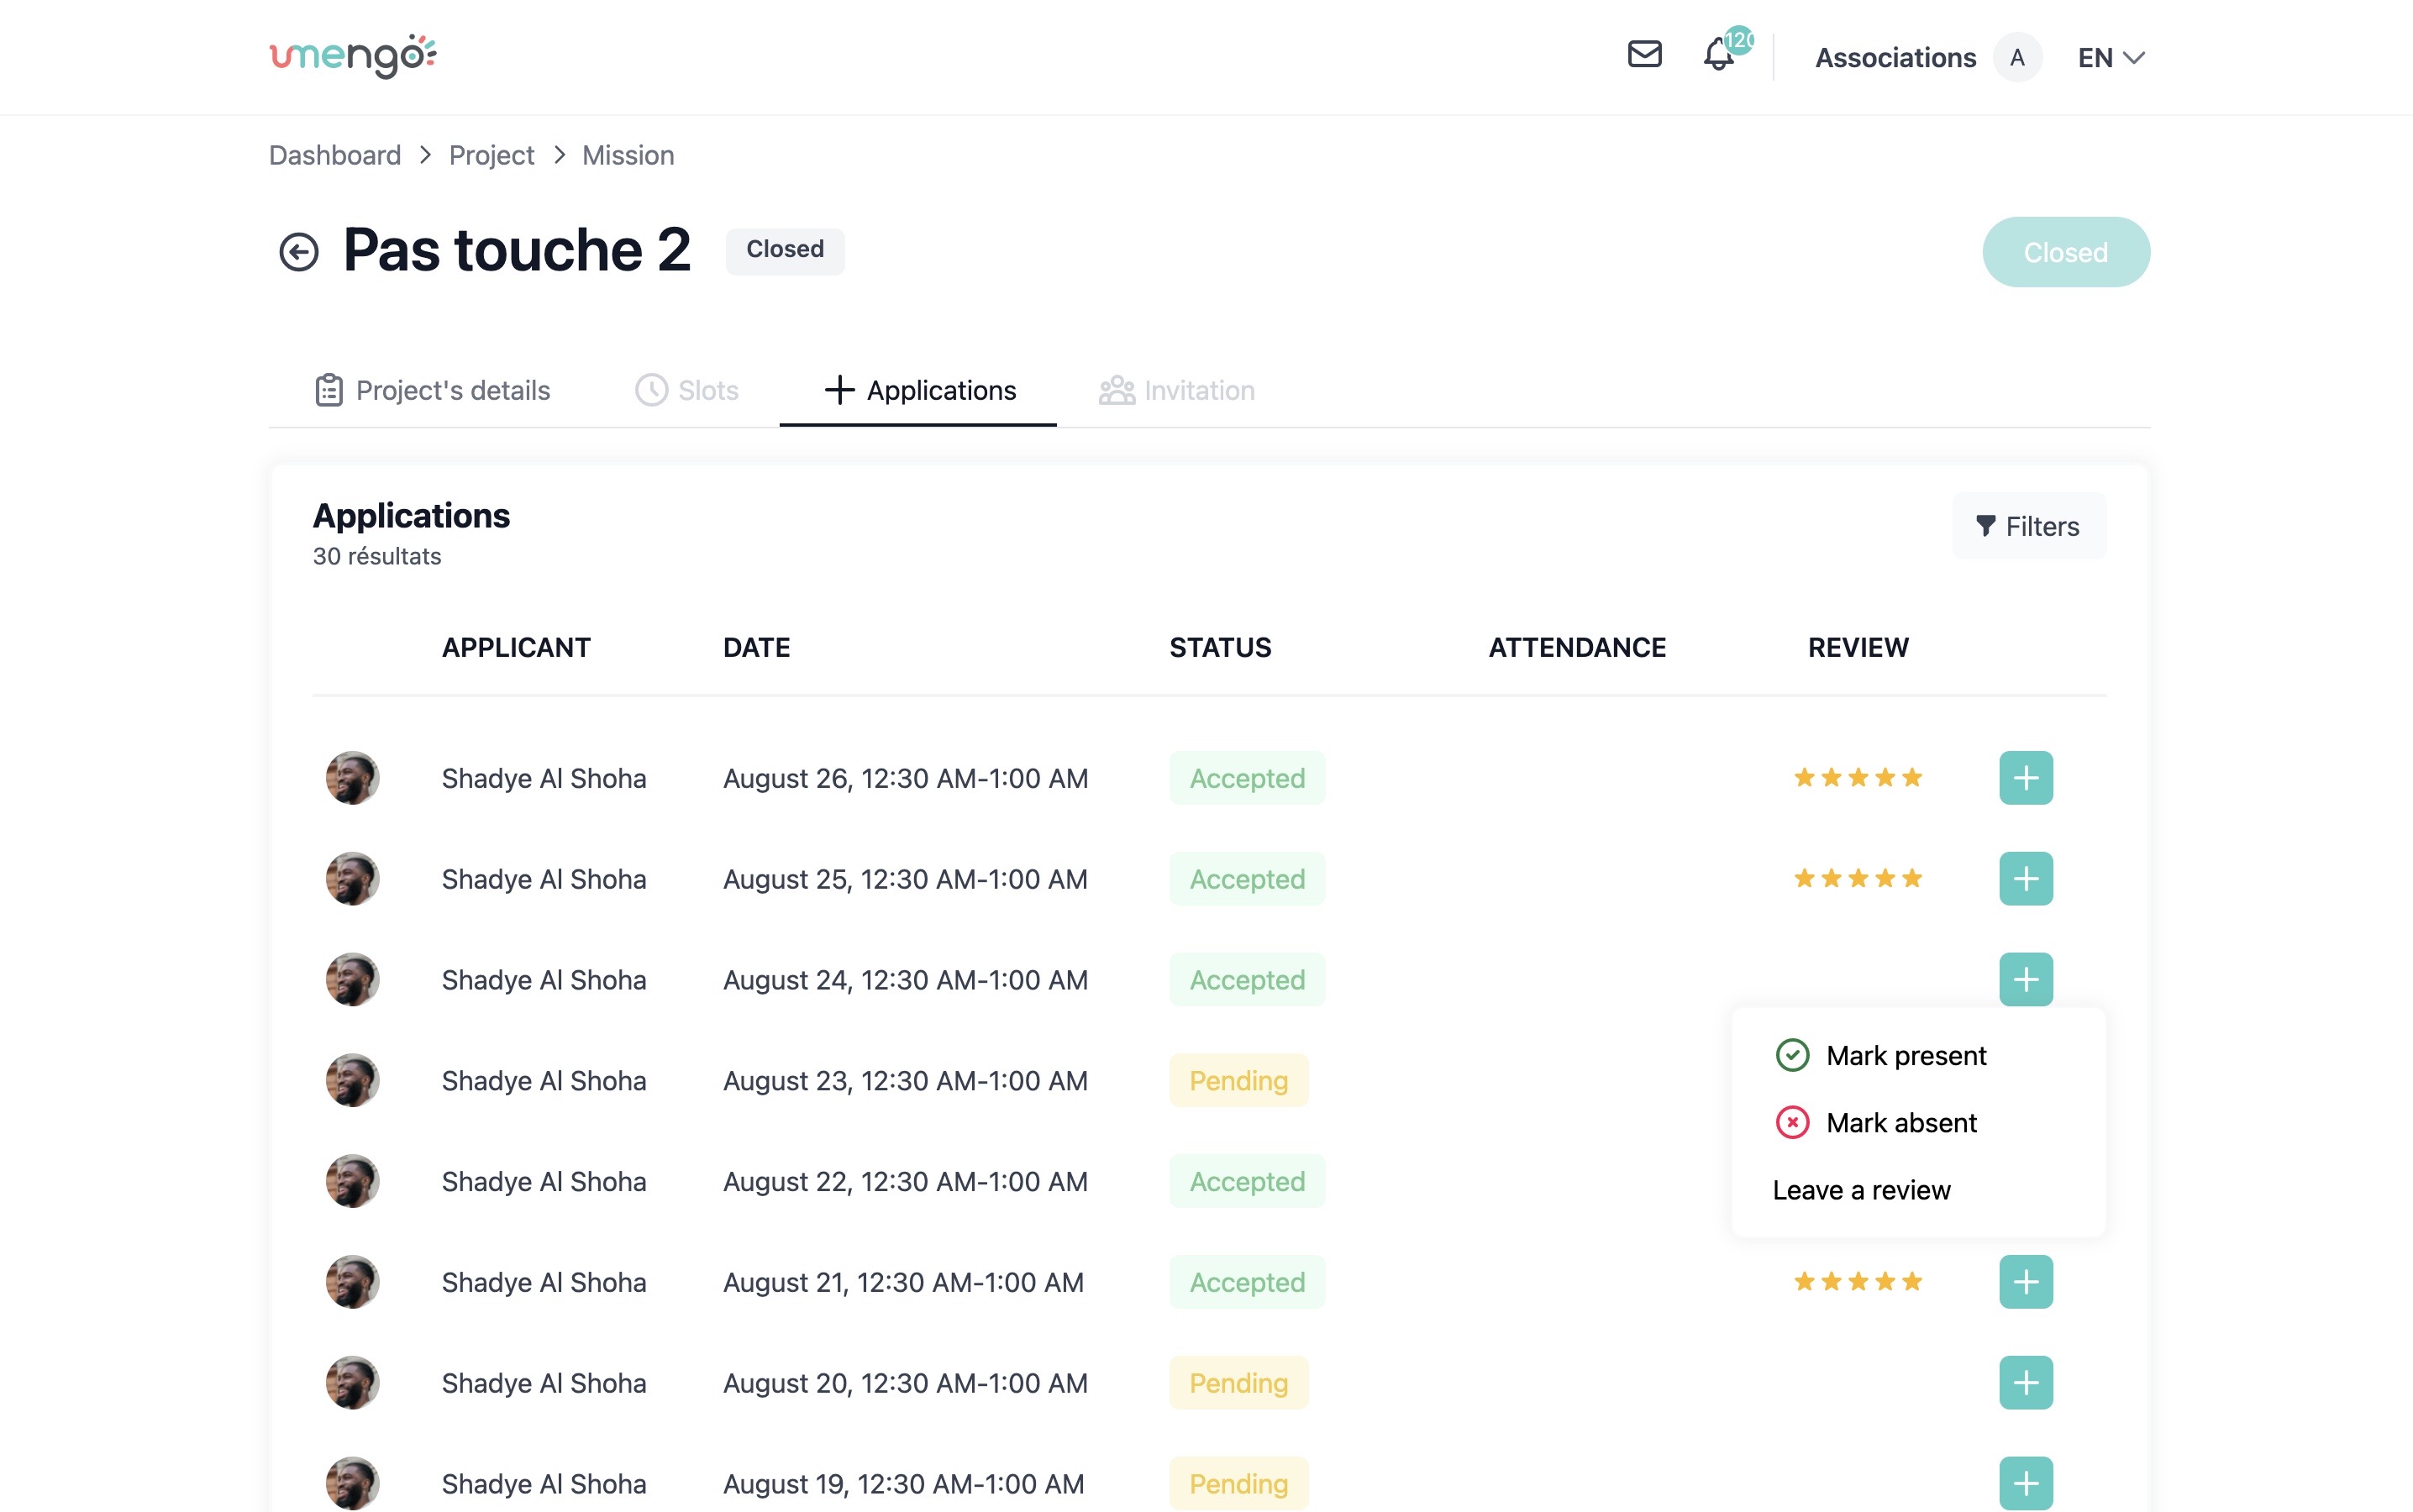 umengo
120
Associations A EN
Dashboard > Project > Mission
Pas touche 2 Closed Closed
Project's details Slots Applications Invitation
Applications
30 résultats
Filters
APPLICANT DATE STATUS ATTENDANCE REVIEW
Shadye Al Shoha August 26, 12:30 AM-1:00 AM Accepted
Shadye Al Shoha August 25, 12:30 AM-1:00 AM Accepted
Shadye Al Shoha August 24, 12:30 AM-1:00 AM Accepted
Mark present
Shadye Al Shoha August 23, 12:30 AM-1:00 AM Pending
Mark absent
Shadye Al Shoha August 22, 12:30 AM-1:00 AM Accepted
Leave a review
Shadye Al Shoha August 21, 12:30 AM-1:00 AM Accepted
Shadye Al Shoha August 20, 12:30 AM-1:00 AM Pending
Shadye Al Shoha August 19, 12:30 AM-1:00 AM Pending